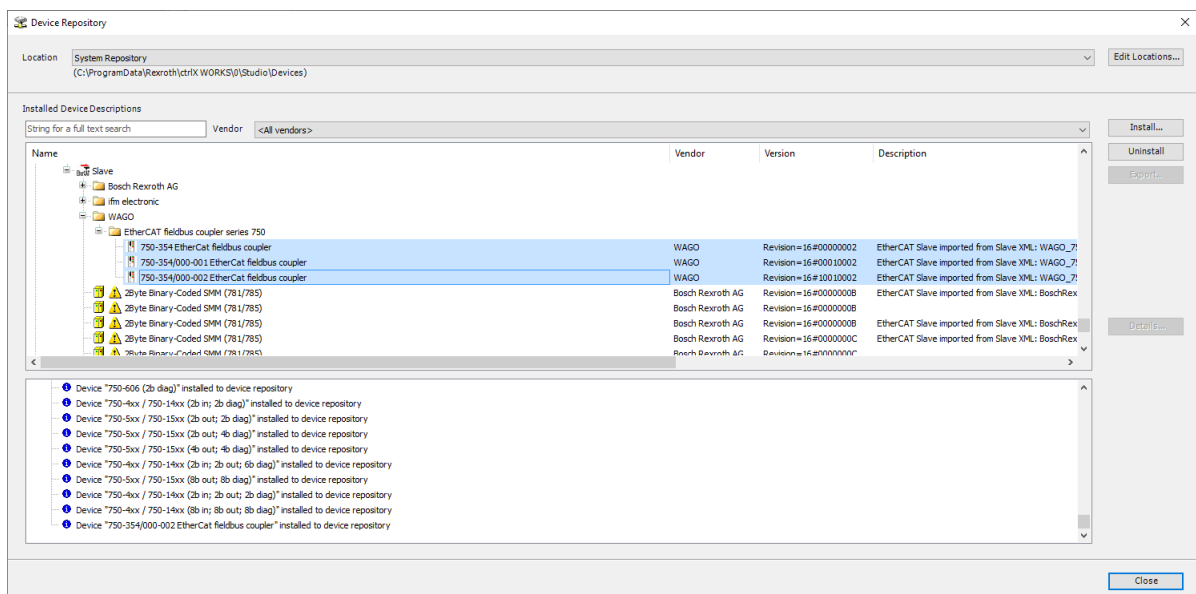 Device Repository
Location System Repository Edit Locations...
(C:\ProgramData\Rexroth\ctrlX WORKS\0\Studio\Devices)
Installed Device Descriptions
String for a full text search Vendor <All vendors> Install...
Name Vendor Version Description Uninstall
Slave
Export...
Bosch Rexroth AG
ifm electronic
WAGO
EtherCAT fieldbus coupler series 750
750-354 EtherCat fieldbus coupler WAGO Revision=16#00000002 EtherCAT Slave imported from Slave XML: WAGO_75
750-354/000-001 EtherCat fieldbus coupler WAGO Revision=16#00010002 EtherCAT Slave imported from Slave XML: WAGO_75
750-354/000-002 EtherCat fieldbus coupler WAGO Revision=16#10010002 EtherCAT Slave imported from Slave XML: WAGO_75
2Byte Binary-Coded SMM (781/785) Bosch Rexroth AG Revision=16#0000000B EtherCAT Slave imported from Slave XML: BoschRex
2Byte Binary-Coded SMM (781/785) Bosch Rexroth AG Revision=16#0000000B
2Byte Binary-Coded SMM (781/785) Bosch Rexroth AG Revision=16#0000000B EtherCAT Slave imported from Slave XML: BoschRex
Details...
2Byte Binary-Coded SMM (781/785) Bosch Rexroth AG Revision=16#0000000C EtherCAT Slave imported from Slave XML: BoschRex
2Byte Binary-Coded SMM (781/785) Bosch Rexroth AG Revision=16#0000000C
Device "750-606 (2b diag)" installed to device repository
Device "750-4xx / 750-14xx (2b in; 2b diag)" installed to device repository
Device "750-5xx / 750-15xx (2b out; 2b diag)" installed to device repository
Device "750-5xx / 750-15xx (2b out; 4b diag)" installed to device repository
Device "750-5xx / 750-15xx (4b out; 4b diag)" installed to device repository
Device "750-4xx / 750-14xx (2b in; 2b out; 6b diag)" installed to device repository
Device "750-5xx / 750-15xx (8b out; 8b diag)" installed to device repository
Device "750-4xx / 750-14xx (2b in; 2b out; 2b diag)" installed to device repository
Device "750-4xx / 750-14xx (8b in; 8b out; 8b diag)" installed to device repository
Device "750-354/000-002 EtherCat fieldbus coupler" installed to device repository
Close